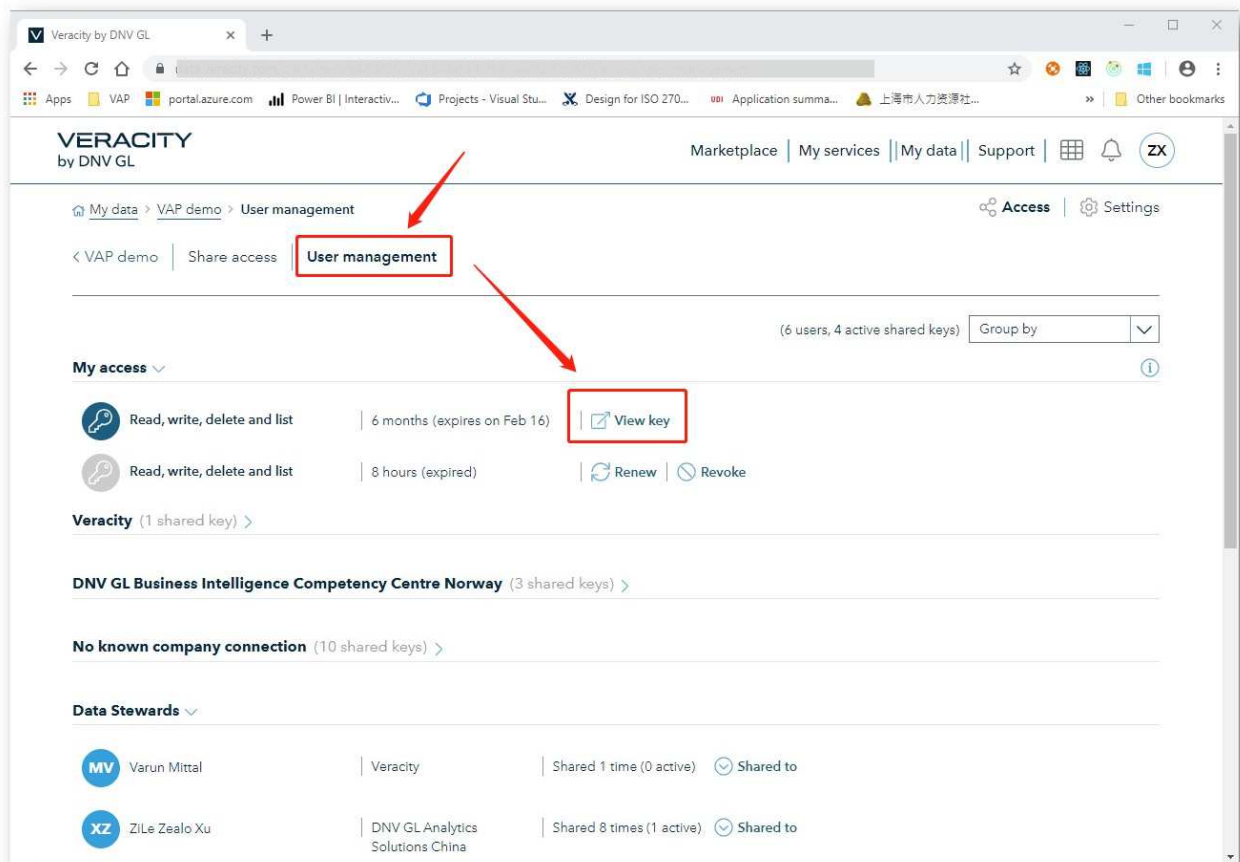 Veracity by DNV GL
Apps VAP portal.azure.com Power BI | Interactiv... Projects - Visual Stu... Design for ISO 270... UDI Application summa... 上海市人力资源社... » Other bookmarks
VERACITY
by DNV GL
Marketplace My services My data Support ZX
My data > VAP demo > User management
Access Settings
< VAP demo Share access User management
(6 users, 4 active shared keys) Group by
My access
Read, write, delete and list 6 months (expires on Feb 16) View key
Read, write, delete and list 8 hours (expired) Renew Revoke
Veracity (1 shared key) >
DNV GL Business Intelligence Competency Centre Norway (3 shared keys) >
No known company connection (10 shared keys) >
Data Stewards
MV Varun Mittal Veracity Shared 1 time (0 active) Shared to
XZ ZiLe Zealo Xu DNV GL Analytics Shared 8 times (1 active) Shared to
Solutions China